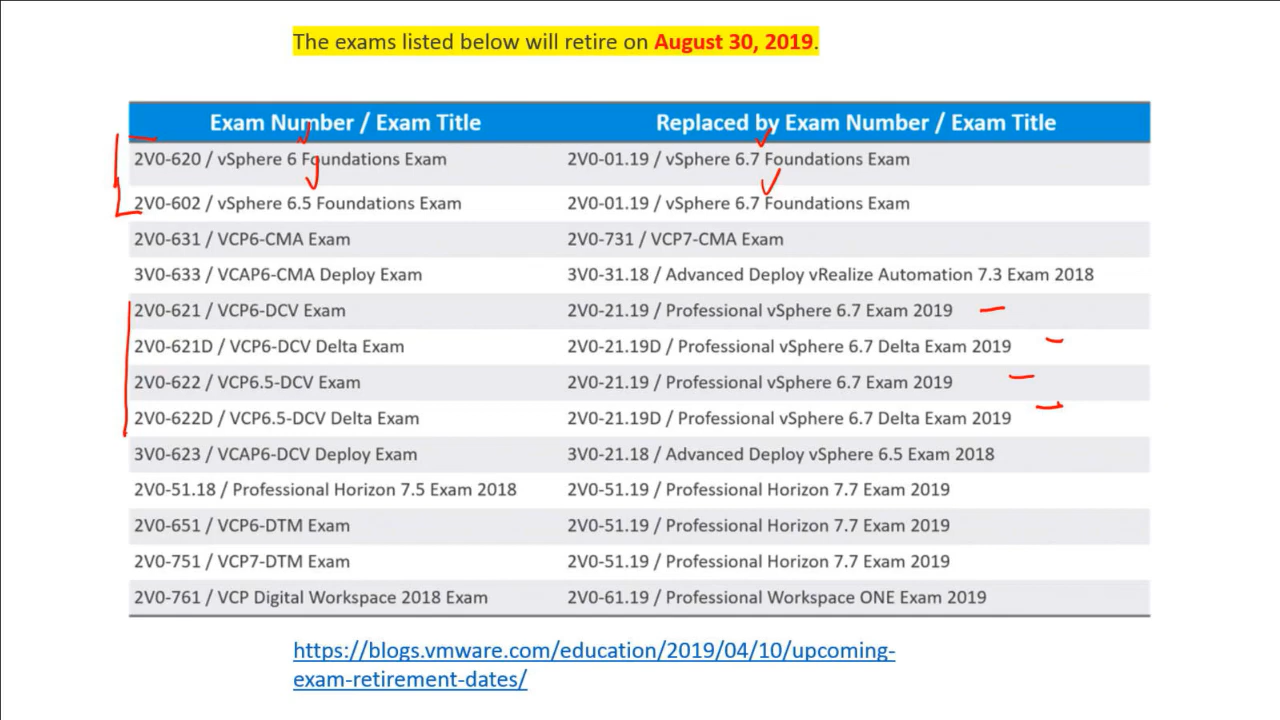 The exams listed below will retire on August 30, 2019.
Exam Number / Exam Title Replaced by Exam Number / Exam Title
2V0-620 / vSphere 6 Foundations Exam 2V0-01.19 / vSphere 6.7 Foundations Exam
2V0-602 / vSphere 6.5 Foundations Exam 2V0-01.19 / vSphere 6.7 Foundations Exam
2V0-631 / VCP6-CMA Exam 2V0-731 / VCP7-CMA Exam
3V0-633 / VCAP6-CMA Deploy Exam 3V0-31.18 / Advanced Deploy vRealize Automation 7.3 Exam 2018
2V0-621 / VCP6-DCV Exam 2V0-21.19 / Professional vSphere 6.7 Exam 2019
2V0-621D / VCP6-DCV Delta Exam 2V0-21.19D / Professional vSphere 6.7 Delta Exam 2019
2V0-622 / VCP6.5-DCV Exam 2V0-21.19 / Professional vSphere 6.7 Exam 2019
2V0-622D / VCP6.5-DCV Delta Exam 2V0-21.19D / Professional vSphere 6.7 Delta Exam 2019
3V0-623 / VCAP6-DCV Deploy Exam 3V0-21.18 / Advanced Deploy vSphere 6.5 Exam 2018
2V0-51.18 / Professional Horizon 7.5 Exam 2018 2V0-51.19 / Professional Horizon 7.7 Exam 2019
2V0-651 / VCP6-DTM Exam 2V0-51.19 / Professional Horizon 7.7 Exam 2019
2V0-751 / VCP7-DTM Exam 2V0-51.19 / Professional Horizon 7.7 Exam 2019
2V0-761 / VCP Digital Workspace 2018 Exam 2V0-61.19 / Professional Workspace ONE Exam 2019
https://blogs.vmware.com/education/2019/04/10/upcoming-
exam-retirement-dates/